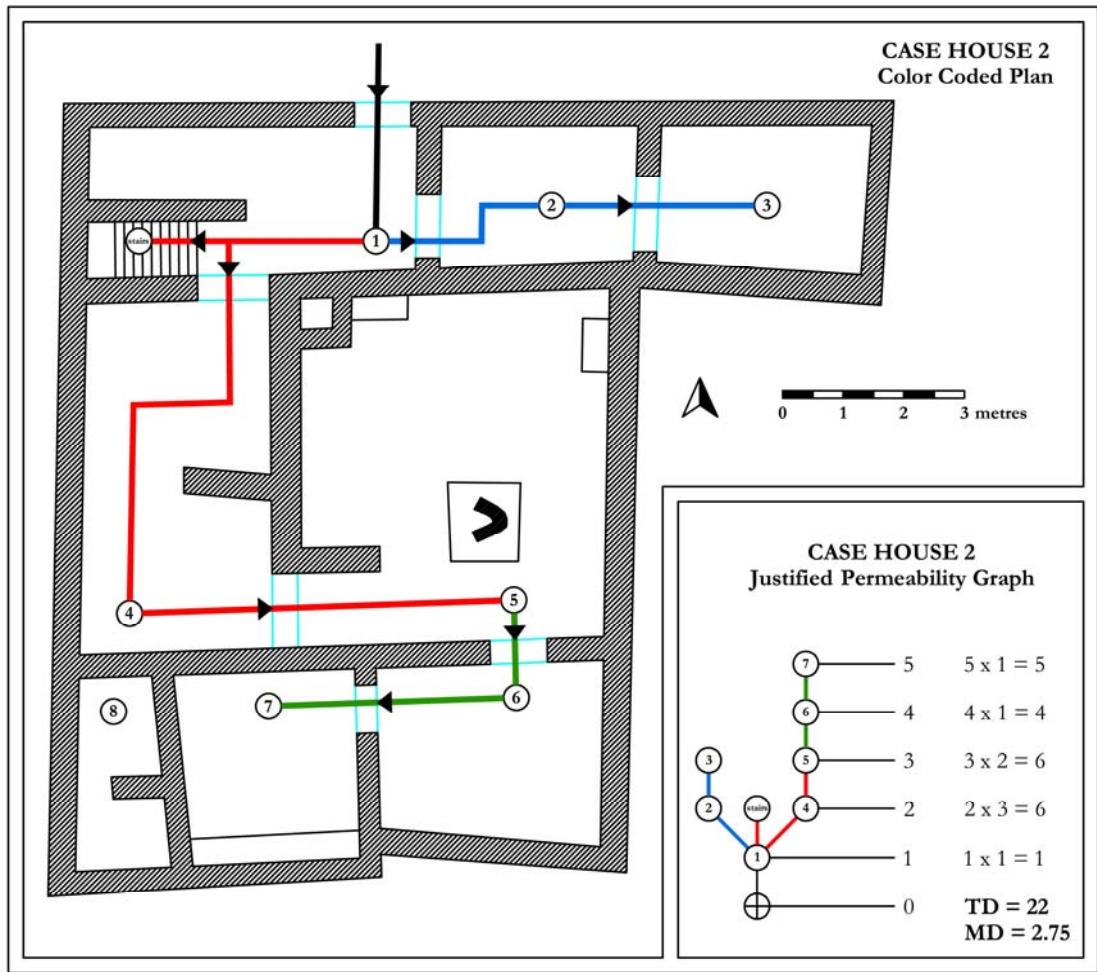 CASE HOUSE 2
Color Coded Plan
1
2
3
stairs
0 1 2 3 metres
4
5
6
7
8
CASE HOUSE 2
Justified Permeability Graph
7 5 5 x 1 = 5
6 4 4 x 1 = 4
3 5 3 3 x 2 = 6
2 stairs 4 2 2 x 3 = 6
1 1 1 x 1 = 1
0 TD = 22
MD = 2.75